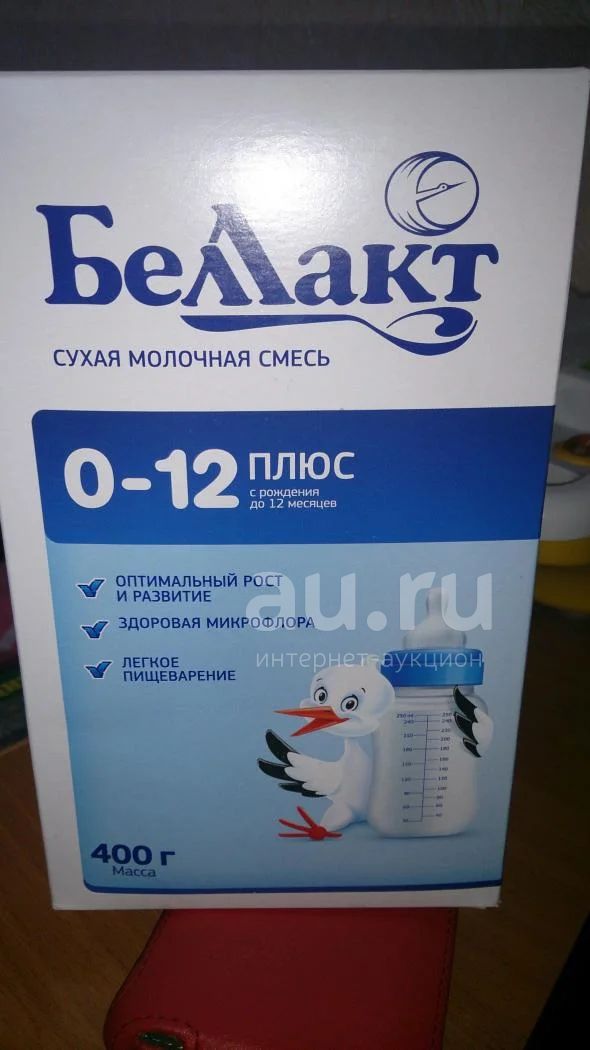 Беллакт
СУХАЯ МОЛОЧНАЯ СМЕСЬ
0-12 ПЛЮС
с рождения
до 12 месяцев
ОПТИМАЛЬНЫЙ РОСТ
И РАЗВИТИЕ
ЗДОРОВАЯ МИКРОФЛОРА
ЛЕГКОЕ
ПИЩЕВАРЕНИЕ
au.ru
интернет-аукцион
400 г
Масса